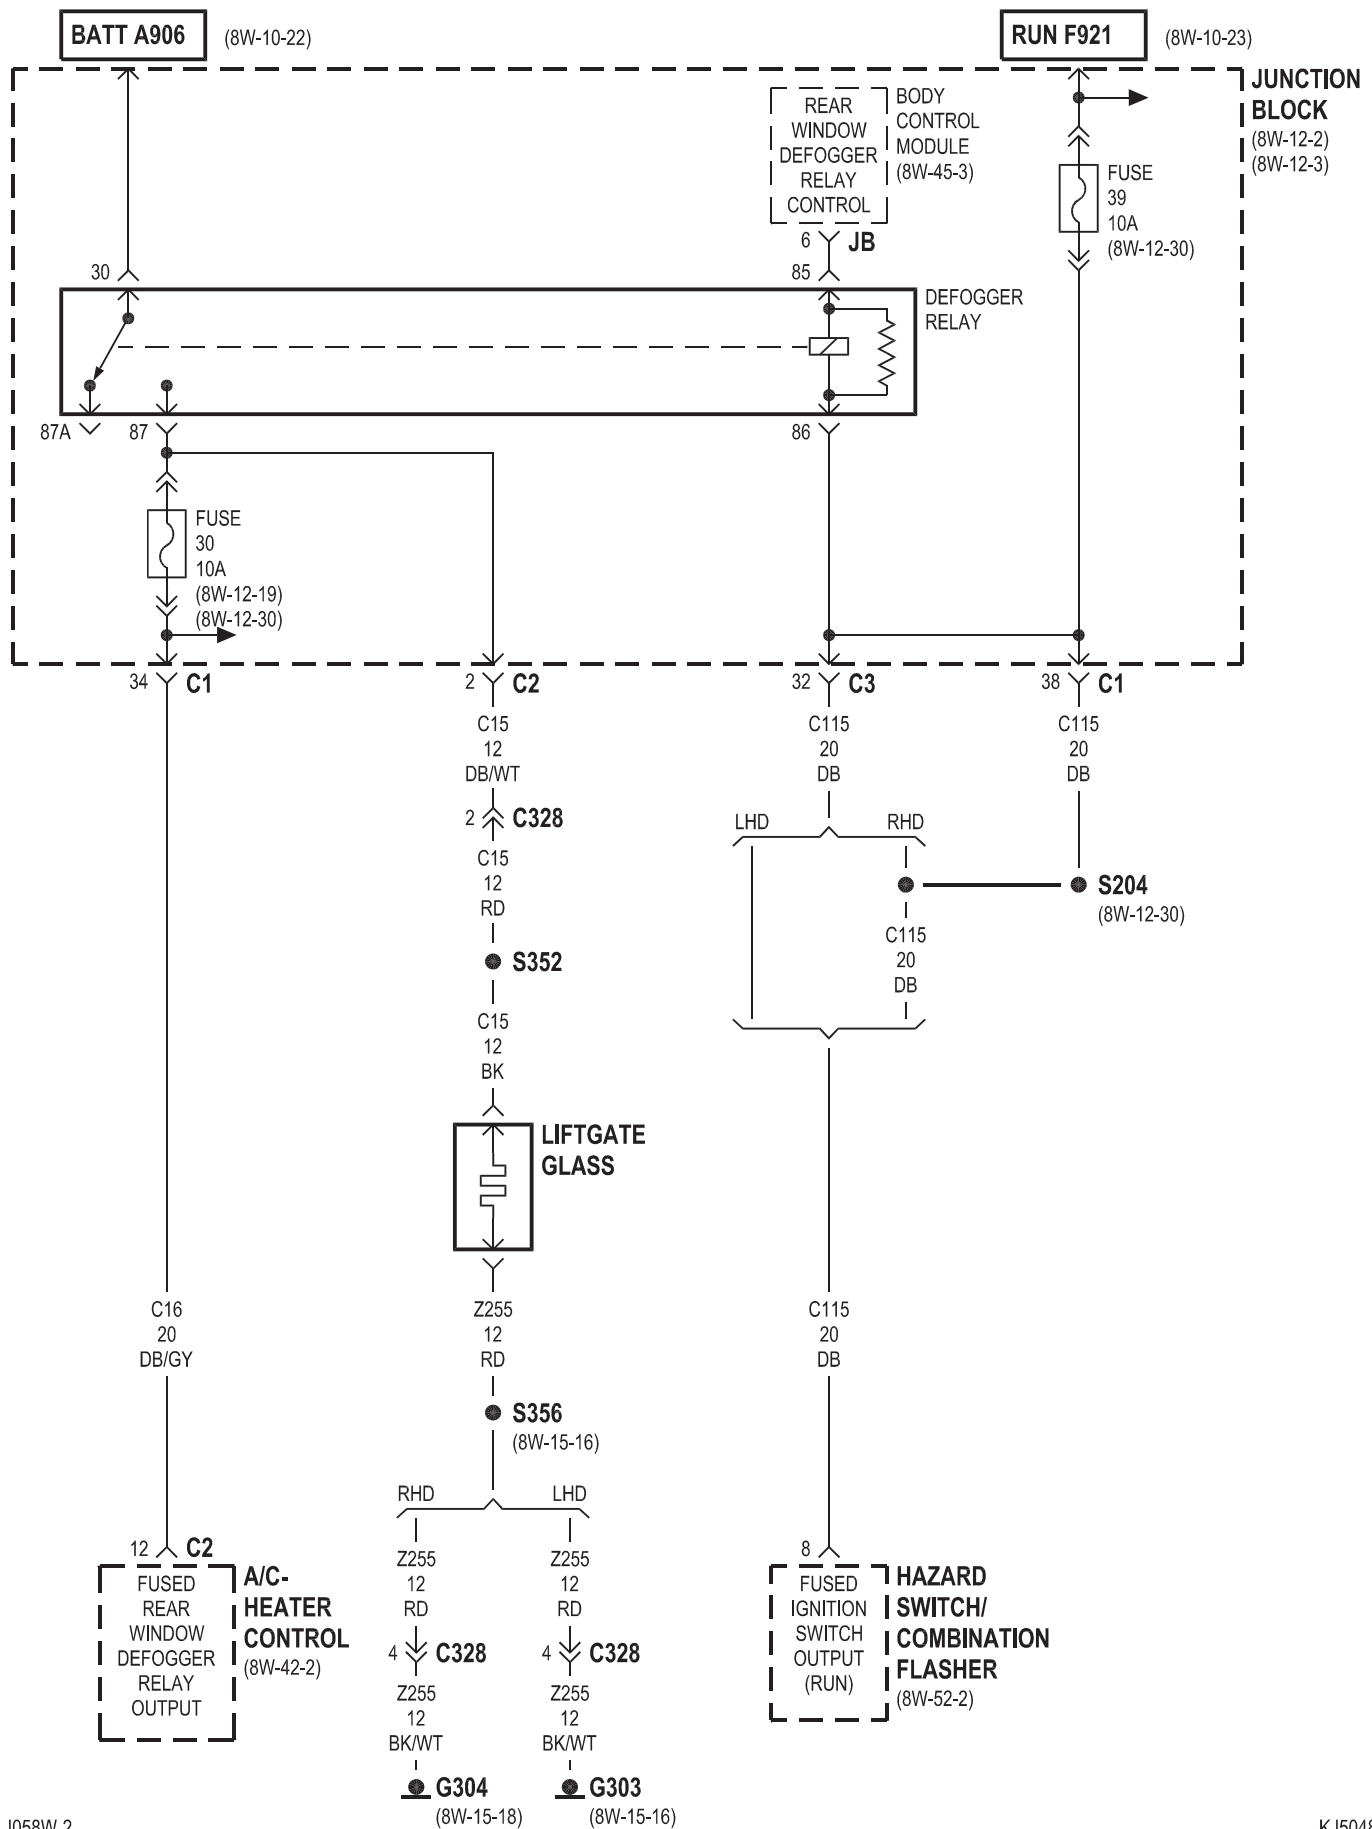 BATT A906 (8W-10-22)
RUN F921 (8W-10-23)
JUNCTION
BLOCK
(8W-12-2)
(8W-12-3)
REAR
WINDOW
DEFOGGER
RELAY
CONTROL
BODY
CONTROL
MODULE
(8W-45-3)
FUSE
39
10A
(8W-12-30)
6 JB
30
85
DEFOGGER
RELAY
87A
87
86
FUSE
30
10A
(8W-12-19)
(8W-12-30)
34 C1
2 C2
32 C3
38 C1
C15
12
DB/WT
C115
20
DB
C115
20
DB
2 C328
LHD
RHD
C15
12
RD
S204
(8W-12-30)
C115
20
DB
S352
C15
12
BK
LIFTGATE
GLASS
C16
20
DB/GY
Z255
12
RD
C115
20
DB
S356
(8W-15-16)
RHD
LHD
12 C2
FUSED
REAR
WINDOW
DEFOGGER
RELAY
OUTPUT
A/C-
HEATER
CONTROL
(8W-42-2)
Z255
12
RD
Z255
12
RD
4 C328
4 C328
Z255
12
BK/WT
Z255
12
BK/WT
G304
(8W-15-18)
G303
(8W-15-16)
8
FUSED
IGNITION
SWITCH
OUTPUT
(RUN)
HAZARD
SWITCH/
COMBINATION
FLASHER
(8W-52-2)